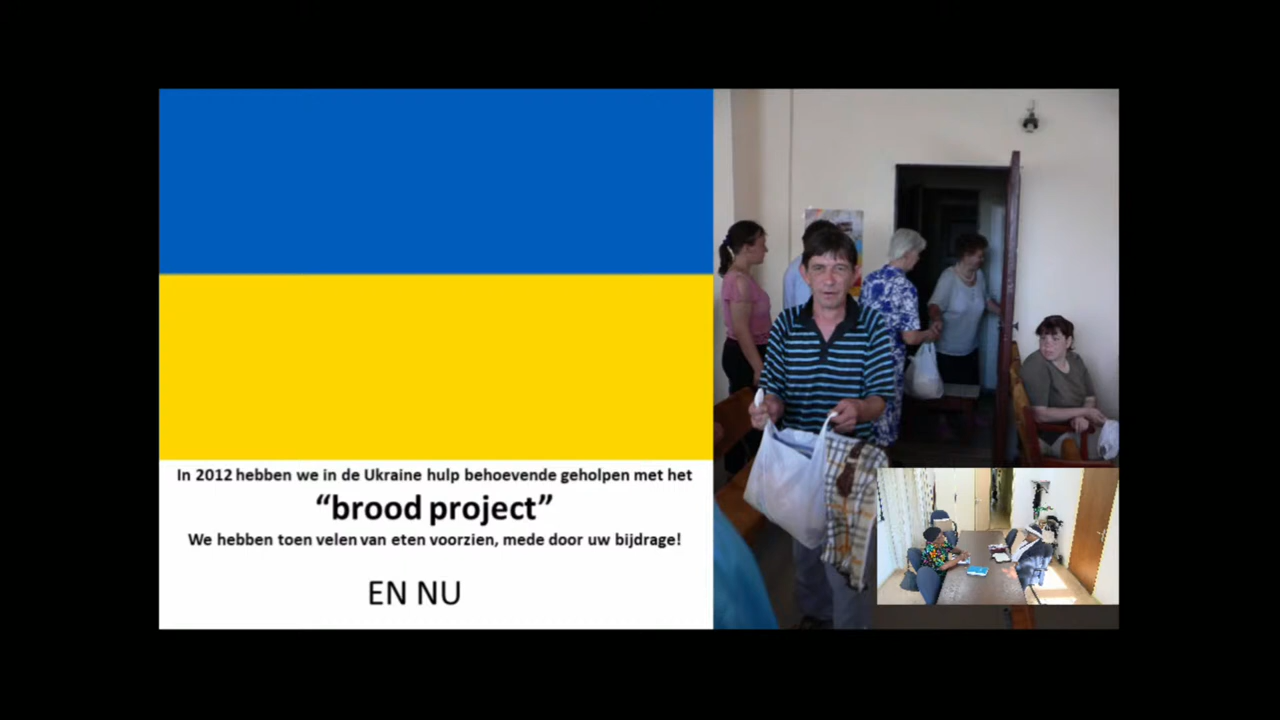 In 2012 hebben we in de Ukraine hulp behoevende geholpen met het
“brood project”
We hebben toen velen van eten voorzien, mede door uw bijdrage!
EN NU